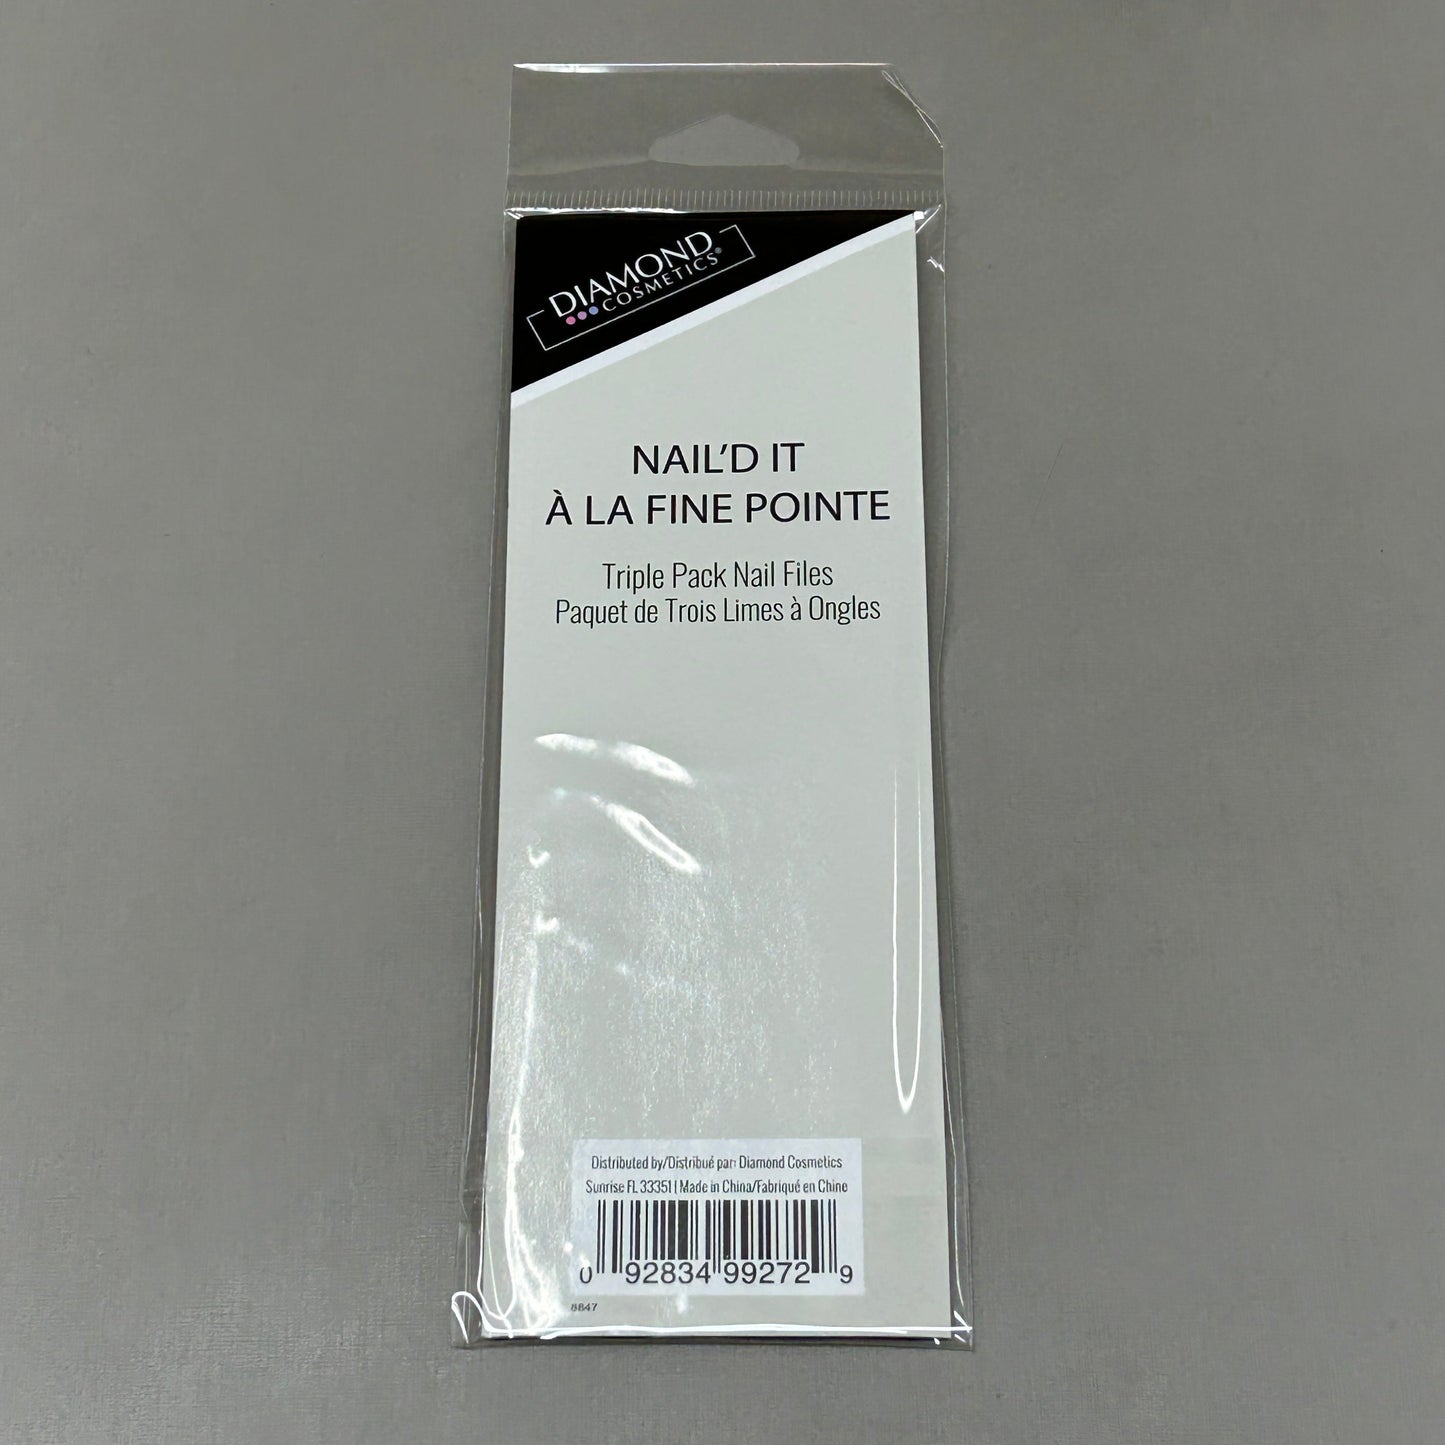 DIAMOND
COSMETICS®
NAIL’D IT
À LA FINE POINTE
Triple Pack Nail Files
Paquet de Trois Limes à Ongles
Distributed by/Distribué par: Diamond Cosmetics
Sunrise FL 33351 | Made in China/Fabriqué en Chine
0 92834 99272 9
8847